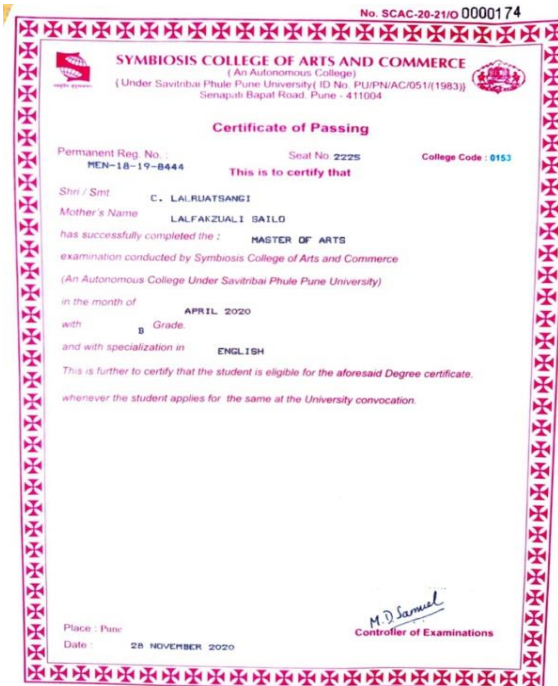 No. SCAC-20-21/O 0000174
SYMBIOSIS COLLEGE OF ARTS AND COMMERCE
(An Autonomous College)
(Under Savitribai Phule Pune University( ID No. PU/PN/AC/051/(1983)}
Senapati Bapat Road, Pune - 411004
Certificate of Passing
Permanent Reg. No. : Seat No. 2225 College Code : 0153
MEN-18-19-8444
This is to certify that
Shri / Smt. C. LALRUATSANGI
Mother's Name LALFAKZUALI SAILO
has successfully completed the : MASTER OF ARTS
examination conducted by Symbiosis College of Arts and Commerce
(An Autonomous College Under Savitribai Phule Pune University)
in the month of APRIL 2020
with B Grade.
and with specialization in ENGLISH
This is further to certify that the student is eligible for the aforesaid Degree certificate.
whenever the student applies for the same at the University convocation.
M.D.Samuel
Place : Pune Controller of Examinations
Date : 28 NOVEMBER 2020